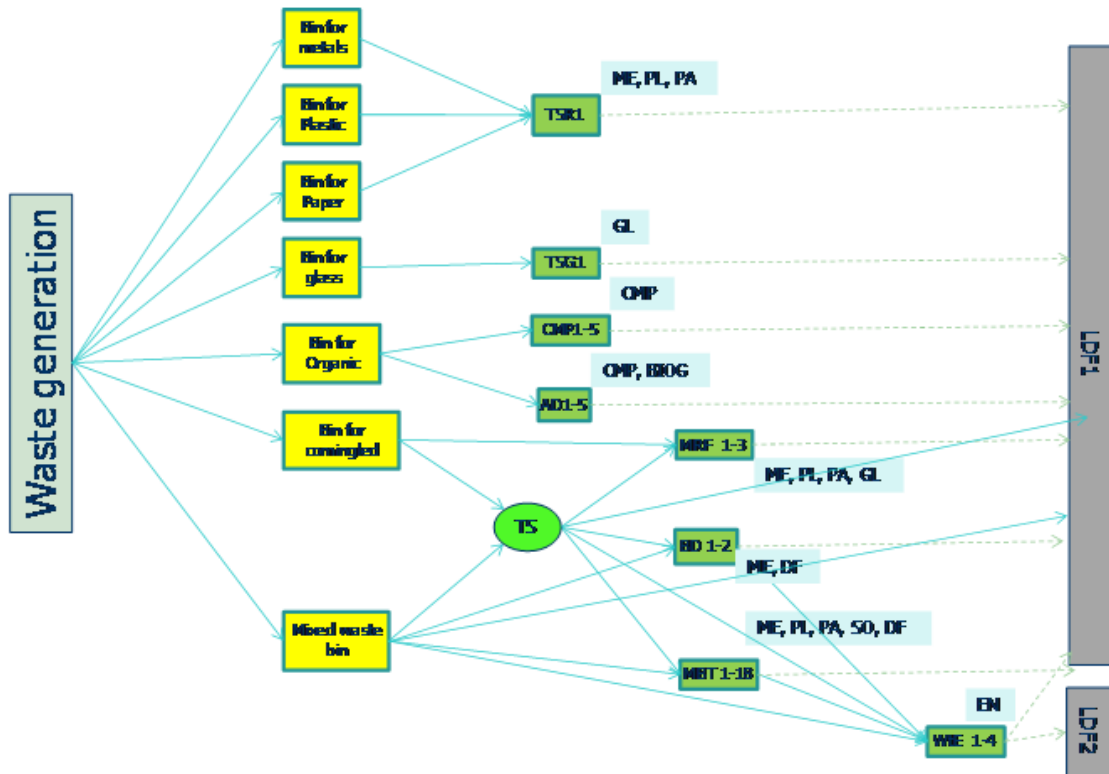 Waste generation
Bin for
metals
Bin for
Plastic
Bin for
Paper
Bin for
glass
Bin for
Organic
Bin for
comingled
Mixed waste
bin
ME, PL, PA
TSR1
GL
TSG1
CMP
CMP1-5
CMP, BIOG
AD1-5
MRF 1-3
ME, PL, PA, GL
TS
BD 1-2
ME, DF
ME, PL, PA, SO, DF
MBT 1-18
EN
WtE 1-4
LDF1
LDF2